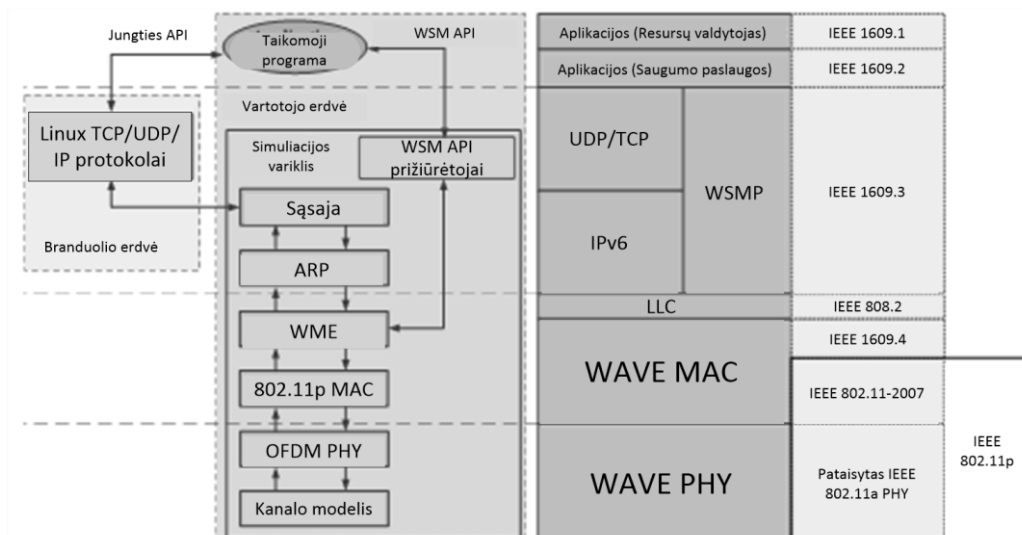 Jungties API
Taikomoji
programa
WSM API
Vartotojo erdvė
Linux TCP/UDP/
IP protokolai
Branduolio erdvė
Simuliacijos
variklis
WSM API
prižiūrėtojai
Sąsaja
ARP
WME
802.11p MAC
OFDM PHY
Kanalo modelis
Aplikacijos (Resursų valdytojas)
IEEE 1609.1
Aplikacijos (Saugumo paslaugos)
IEEE 1609.2
UDP/TCP
IPv6
WSMP
IEEE 1609.3
LLC
IEEE 808.2
WAVE MAC
IEEE 1609.4
IEEE 802.11-2007
WAVE PHY
Pataisytas IEEE
802.11a PHY
IEEE
802.11p